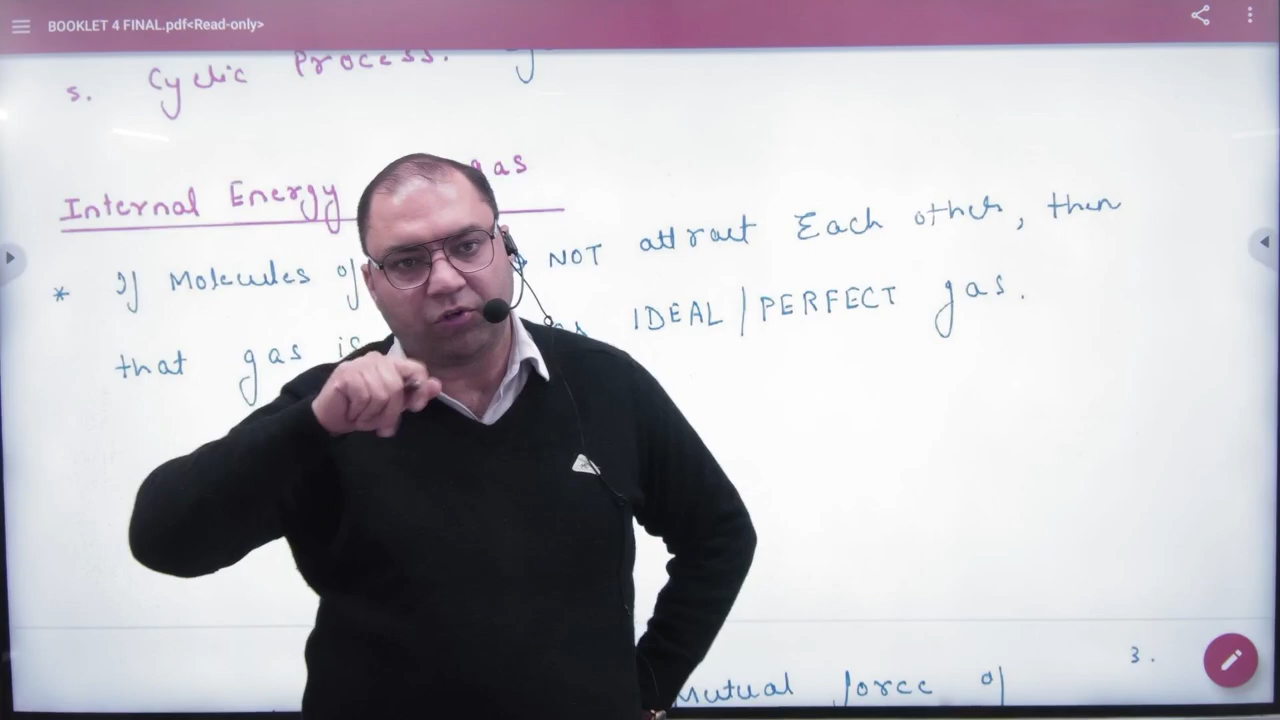 BOOKLET 4 FINAL.pdf<Read-only>
5. Cyclic Process.
Internal Energy gas
* If Molecules of NOT attract Each other, then
that gas is as IDEAL/PERFECT gas.
3.
Mutual force of